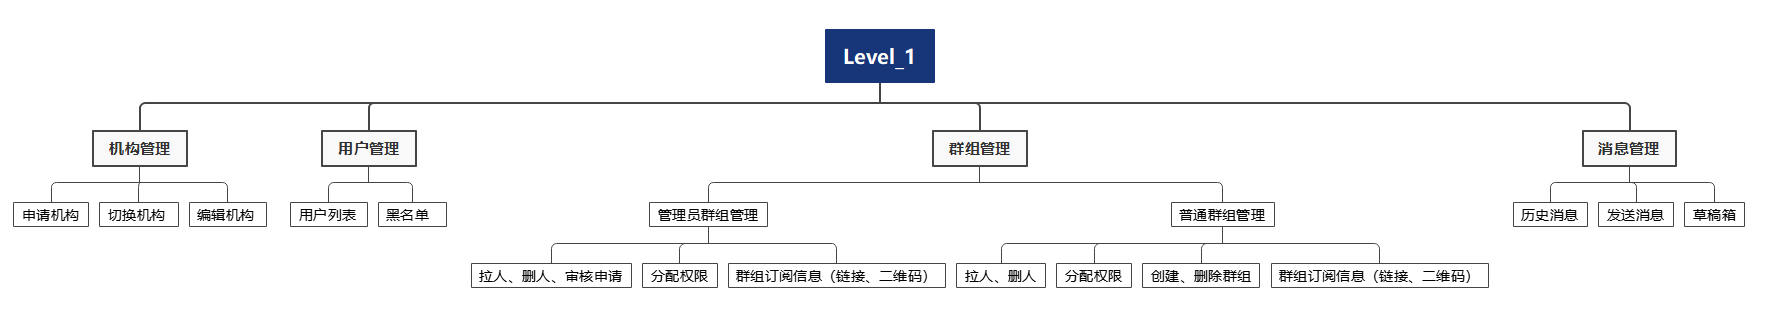 Level_1
机构管理
用户管理
群组管理
消息管理
申请机构
切换机构
编辑机构
用户列表
黑名单
管理员群组管理
普通群组管理
历史消息
发送消息
草稿箱
拉人、删人、审核申请
分配权限
群组订阅信息（链接、二维码）
拉人、删人
分配权限
创建、删除群组
群组订阅信息（链接、二维码）